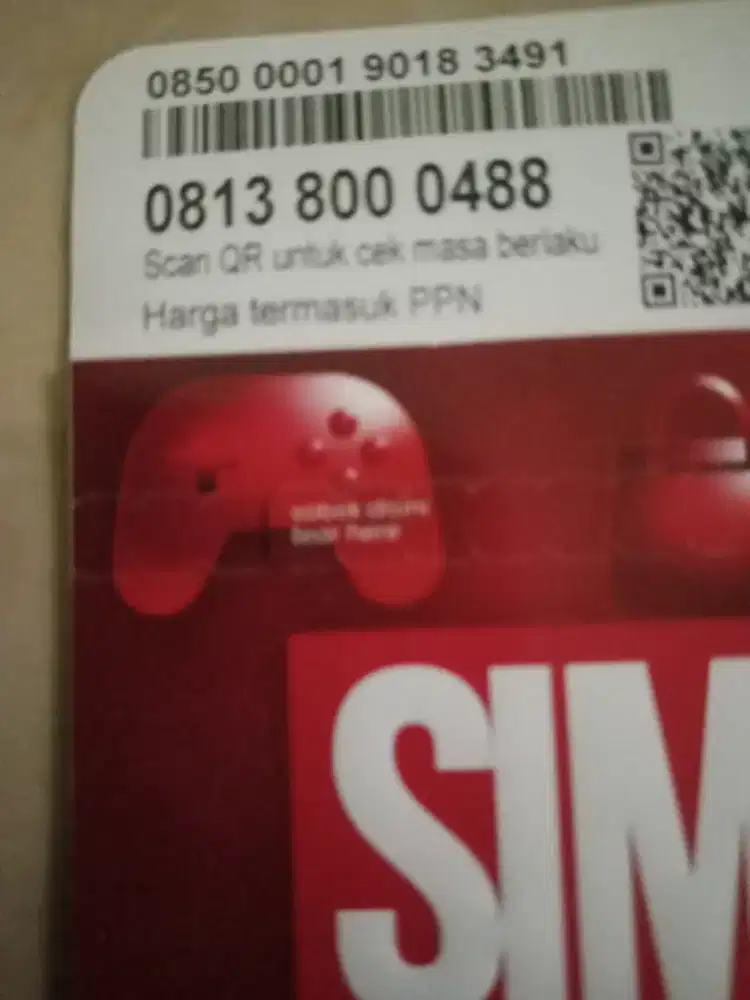 0850 0001 9018 3491
0813 800 0488
Scan QR untuk cek masa berlaku
Harga termasuk PPN
SIM